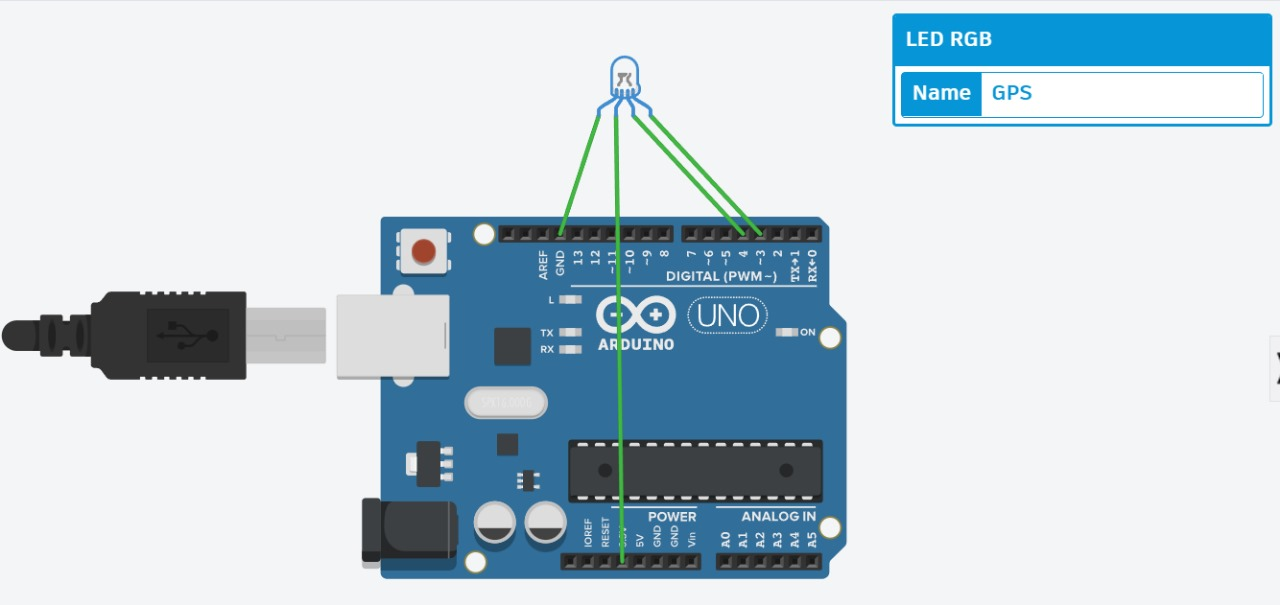 LED RGB
Name GPS
AREF GND 13 12 ~11 ~10 ~9 8 7 ~6 ~5 4 ~3 2 TX→1 RX←0
DIGITAL (PWM~)
L
TX
RX
ARDUINO
UNO
ON
POWER
ANALOG IN
IOREF RESET 3.3V 5V GND GND Vin A0 A1 A2 A3 A4 A5